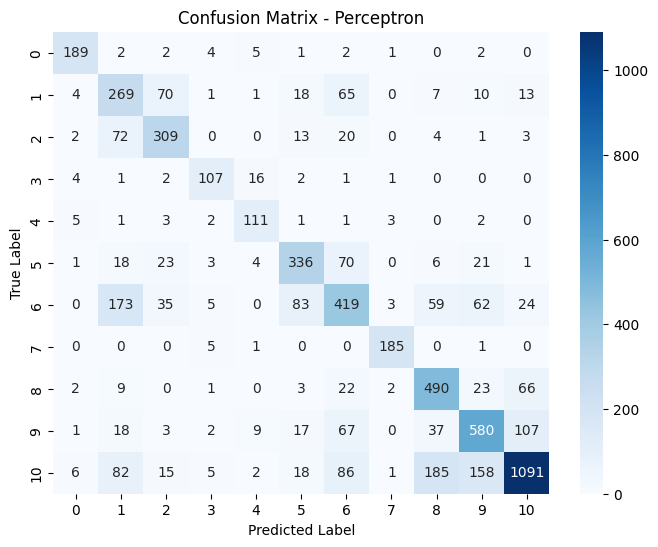 Confusion Matrix - Perceptron
0 189 2 2 4 5 1 2 1 0 2 0
1 4 269 70 1 1 18 65 0 7 10 13 1000
2 2 72 309 0 0 13 20 0 4 1 3
3 4 1 2 107 16 2 1 1 0 0 0 800
4 5 1 3 2 111 1 1 3 0 2 0
True Label 5 1 18 23 3 4 336 70 0 6 21 1 600
6 0 173 35 5 0 83 419 3 59 62 24
7 0 0 0 5 1 0 0 185 0 1 0 400
8 2 9 0 1 0 3 22 2 490 23 66
9 1 18 3 2 9 17 67 0 37 580 107 200
10 6 82 15 5 2 18 86 1 185 158 1091
0
0 1 2 3 4 5 6 7 8 9 10
Predicted Label